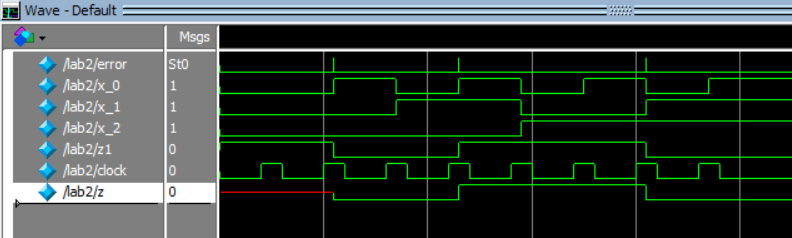 Wave - Default
Msgs
/lab2/error St0
/lab2/x_0 1
/lab2/x_1 1
/lab2/x_2 1
/lab2/z1 0
/lab2/clock 0
/lab2/z 0